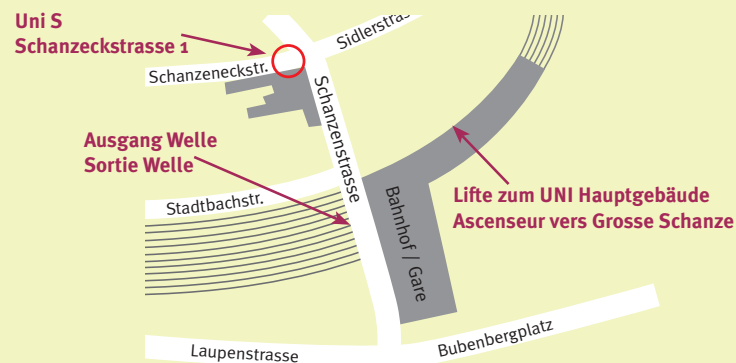 Uni S
Schanzeckstrasse 1
Sidlerstras
Schanzeneckstr.
Schanzenstrasse
Ausgang Welle
Sortie Welle
Stadtbachstr.
Lifte zum UNI Hauptgebäude
Ascenseur vers Grosse Schanze
Bahnhof / Gare
Laupenstrasse
Bubenbergplatz